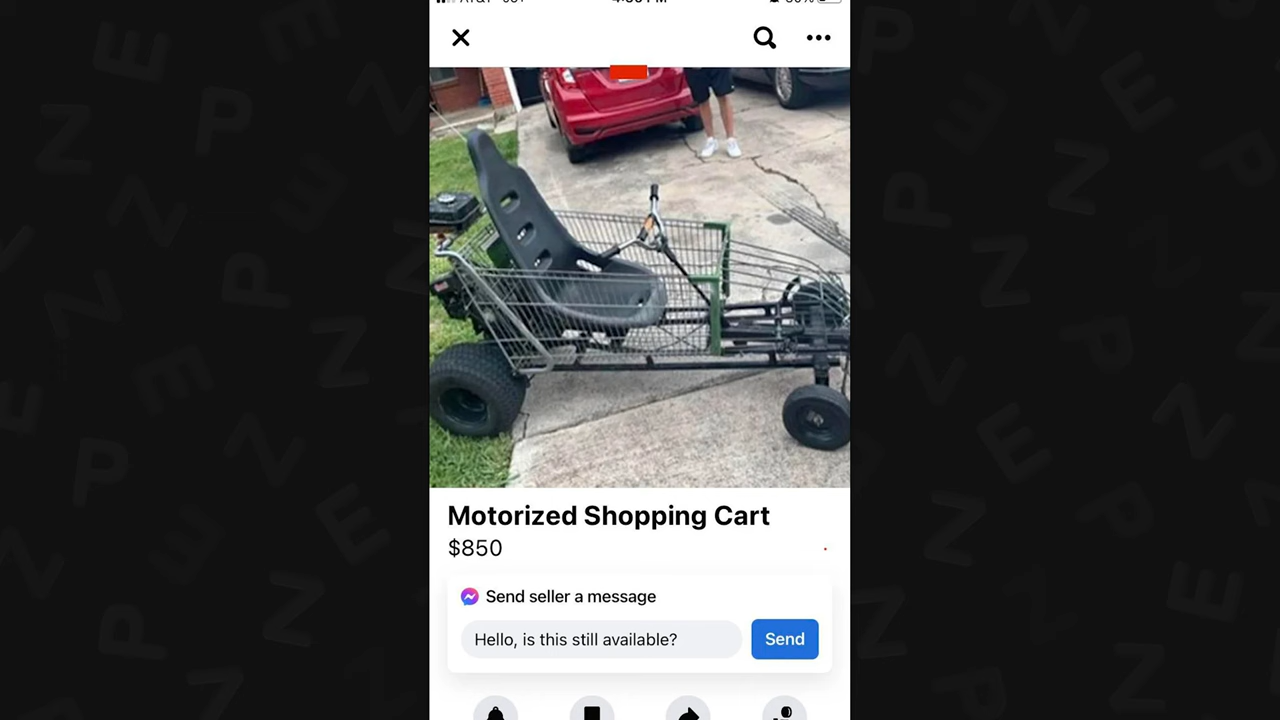 Motorized Shopping Cart
$850
Send seller a message
Hello, is this still available?
Send